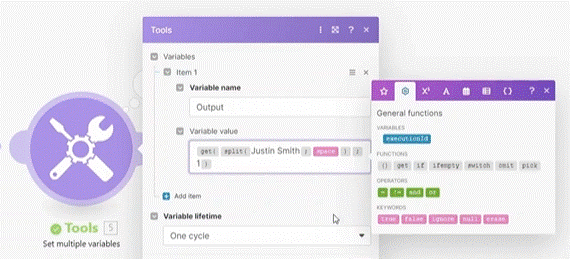 Tools
?
Variables
Item 1
Variable name
Output
Variable value
get( split( Justin Smith ; space ) ;
1 )
Add item
Variable lifetime
One cycle
Tools 5
Set multiple variables
General functions
VARIABLES
executionId
FUNCTIONS
() get if ifempty switch omit pick
OPERATORS
= != and or
KEYWORDS
true false ignore null erase